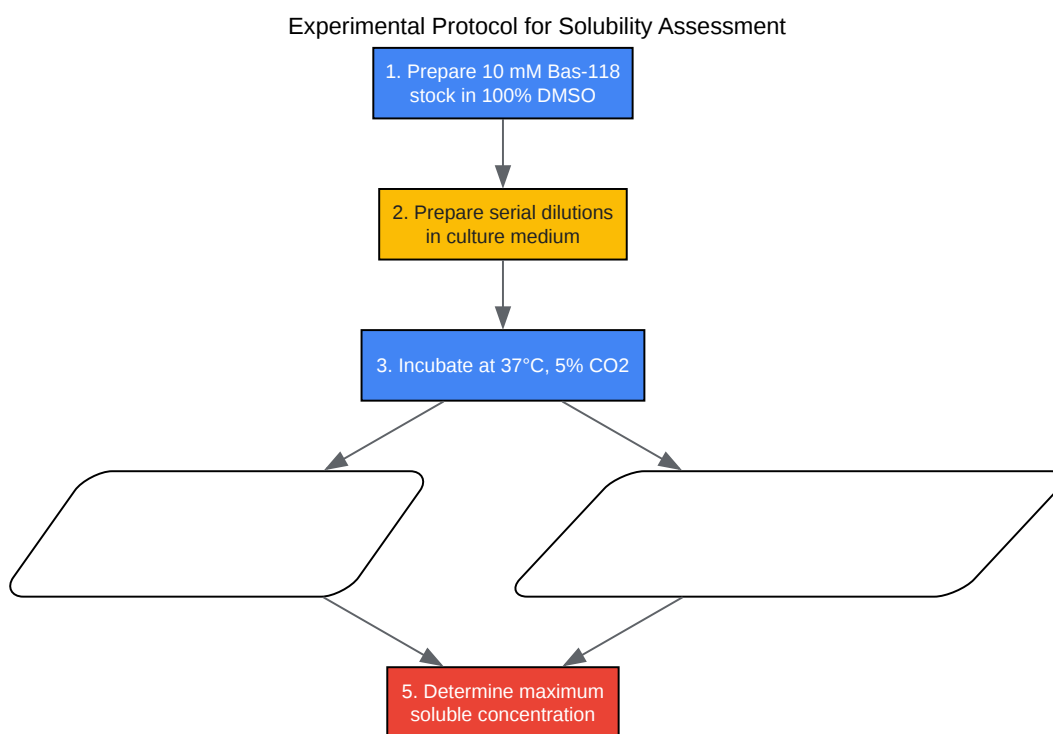 Experimental Protocol for Solubility Assessment
1. Prepare 10 mM Bas-118
stock in 100% DMSO
2. Prepare serial dilutions
in culture medium
3. Incubate at 37°C, 5% CO2
5. Determine maximum
soluble concentration